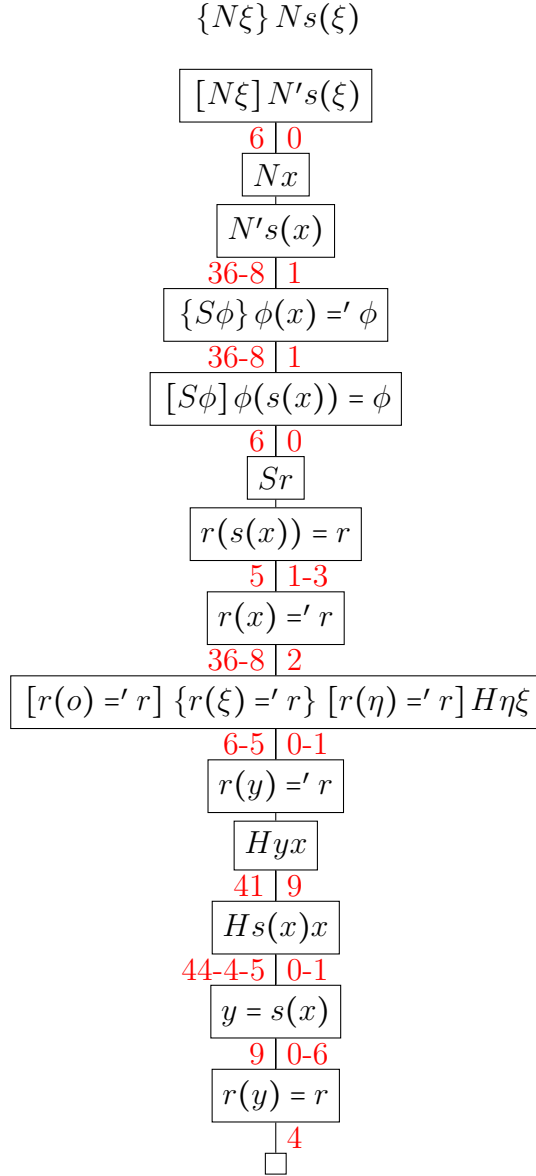 {Nξ} Ns(ξ)
[Nξ] N's(ξ)
6 0
Nx
N's(x)
36-8 1
{Sϕ} ϕ(x) =' ϕ
36-8 1
[Sϕ] ϕ(s(x)) = ϕ
6 0
Sr
r(s(x)) = r
5 1-3
r(x) =' r
36-8 2
[r(o) =' r] {r(ξ) =' r} [r(η) =' r] Hηξ
6-5 0-1
r(y) =' r
Hyx
41 9
Hs(x)x
44-4-5 0-1
y = s(x)
9 0-6
r(y) = r
4